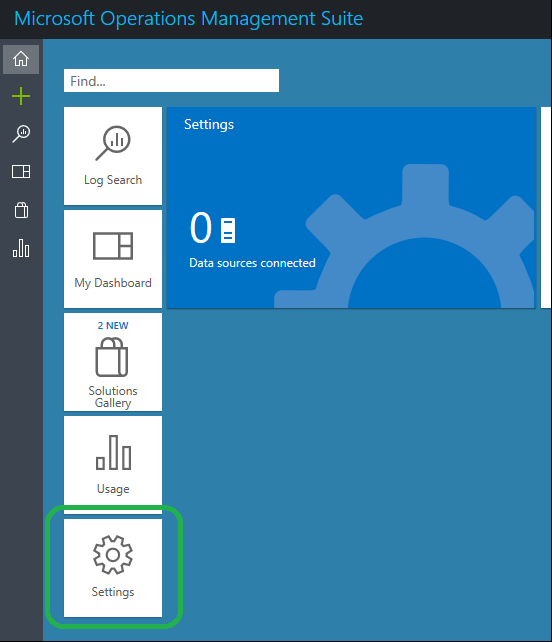 Microsoft Operations Management Suite
Find...
Log Search
My Dashboard
2 NEW
Solutions
Gallery
Usage
Settings
Settings
0
Data sources connected